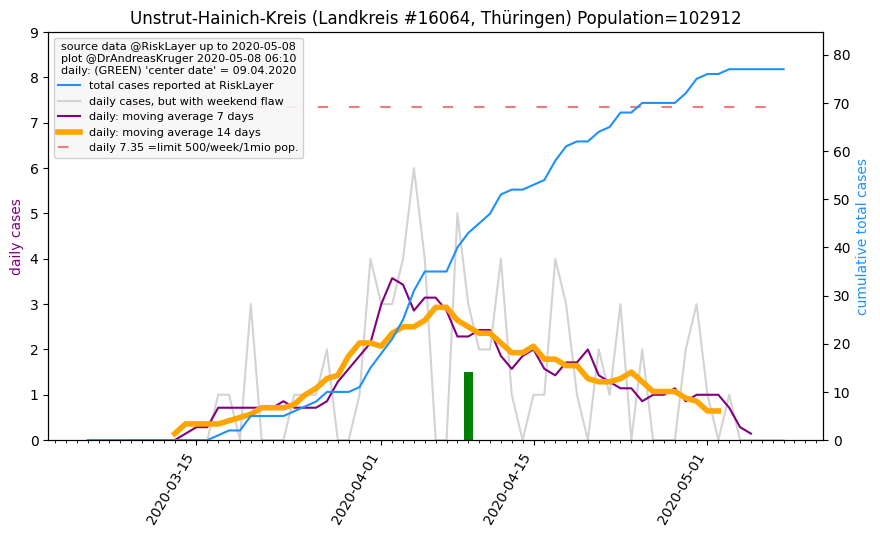 Unstrut-Hainich-Kreis (Landkreis #16064, Thüringen) Population=102912
source data @RiskLayer up to 2020-05-08
plot @DrAndreasKruger 2020-05-08 06:10
daily: (GREEN) 'center date' = 09.04.2020
total cases reported at RiskLayer
daily cases, but with weekend flaw
daily: moving average 7 days
daily: moving average 14 days
daily 7.35 =limit 500/week/1mio pop.
daily cases
9
8
7
6
5
4
3
2
1
0
80
70
60
50
40
30
20
10
0
cumulative total cases
2020-03-15
2020-04-01
2020-04-15
2020-05-01